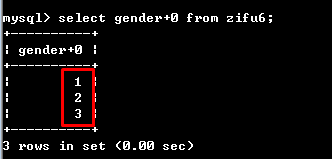 mysql> select gender+0 from zifu6;
+----------+
¦ gender+0 ¦
+----------+
¦        1 ¦
¦        2 ¦
¦        3 ¦
+----------+
3 rows in set (0.00 sec)